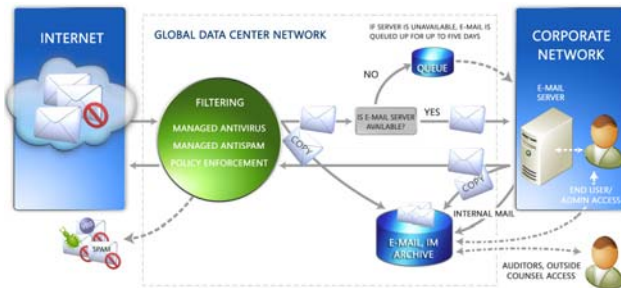 INTERNET
GLOBAL DATA CENTER NETWORK
IF SERVER IS UNAVAILABLE, E-MAIL IS
QUEUED UP FOR UP TO FIVE DAYS
CORPORATE
NETWORK
QUEUE
NO
E-MAIL
SERVER
FILTERING
MANAGED ANTIVIRUS
MANAGED ANTISPAM
POLICY ENFORCEMENT
IS E-MAIL SERVER
AVAILABLE?
YES
COPY
COPY
END USER/
ADMIN ACCESS
INTERNAL MAIL
E-MAIL, IM
ARCHIVE
SPAM
AUDITORS, OUTSIDE
COUNSEL ACCESS